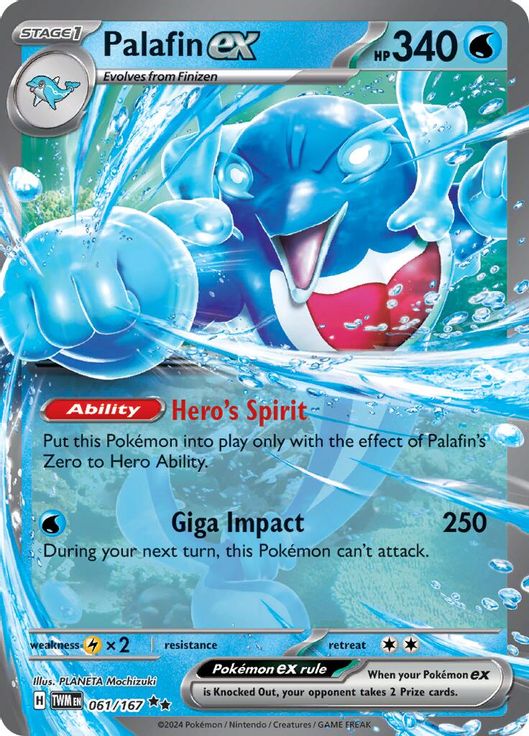 STAGE 1 Palafin ex HP 340
Evolves from Finizen
Ability Hero's Spirit
Put this Pokémon into play only with the effect of Palafin's
Zero to Hero Ability.
Giga Impact 250
During your next turn, this Pokémon can't attack.
weakness ×2 resistance retreat
Illus. PLANETA Mochizuki
Pokémon ex rule When your Pokémon ex
is Knocked Out, your opponent takes 2 Prize cards.
H TWM EN 061/167 ★★
©2024 Pokémon / Nintendo / Creatures / GAME FREAK